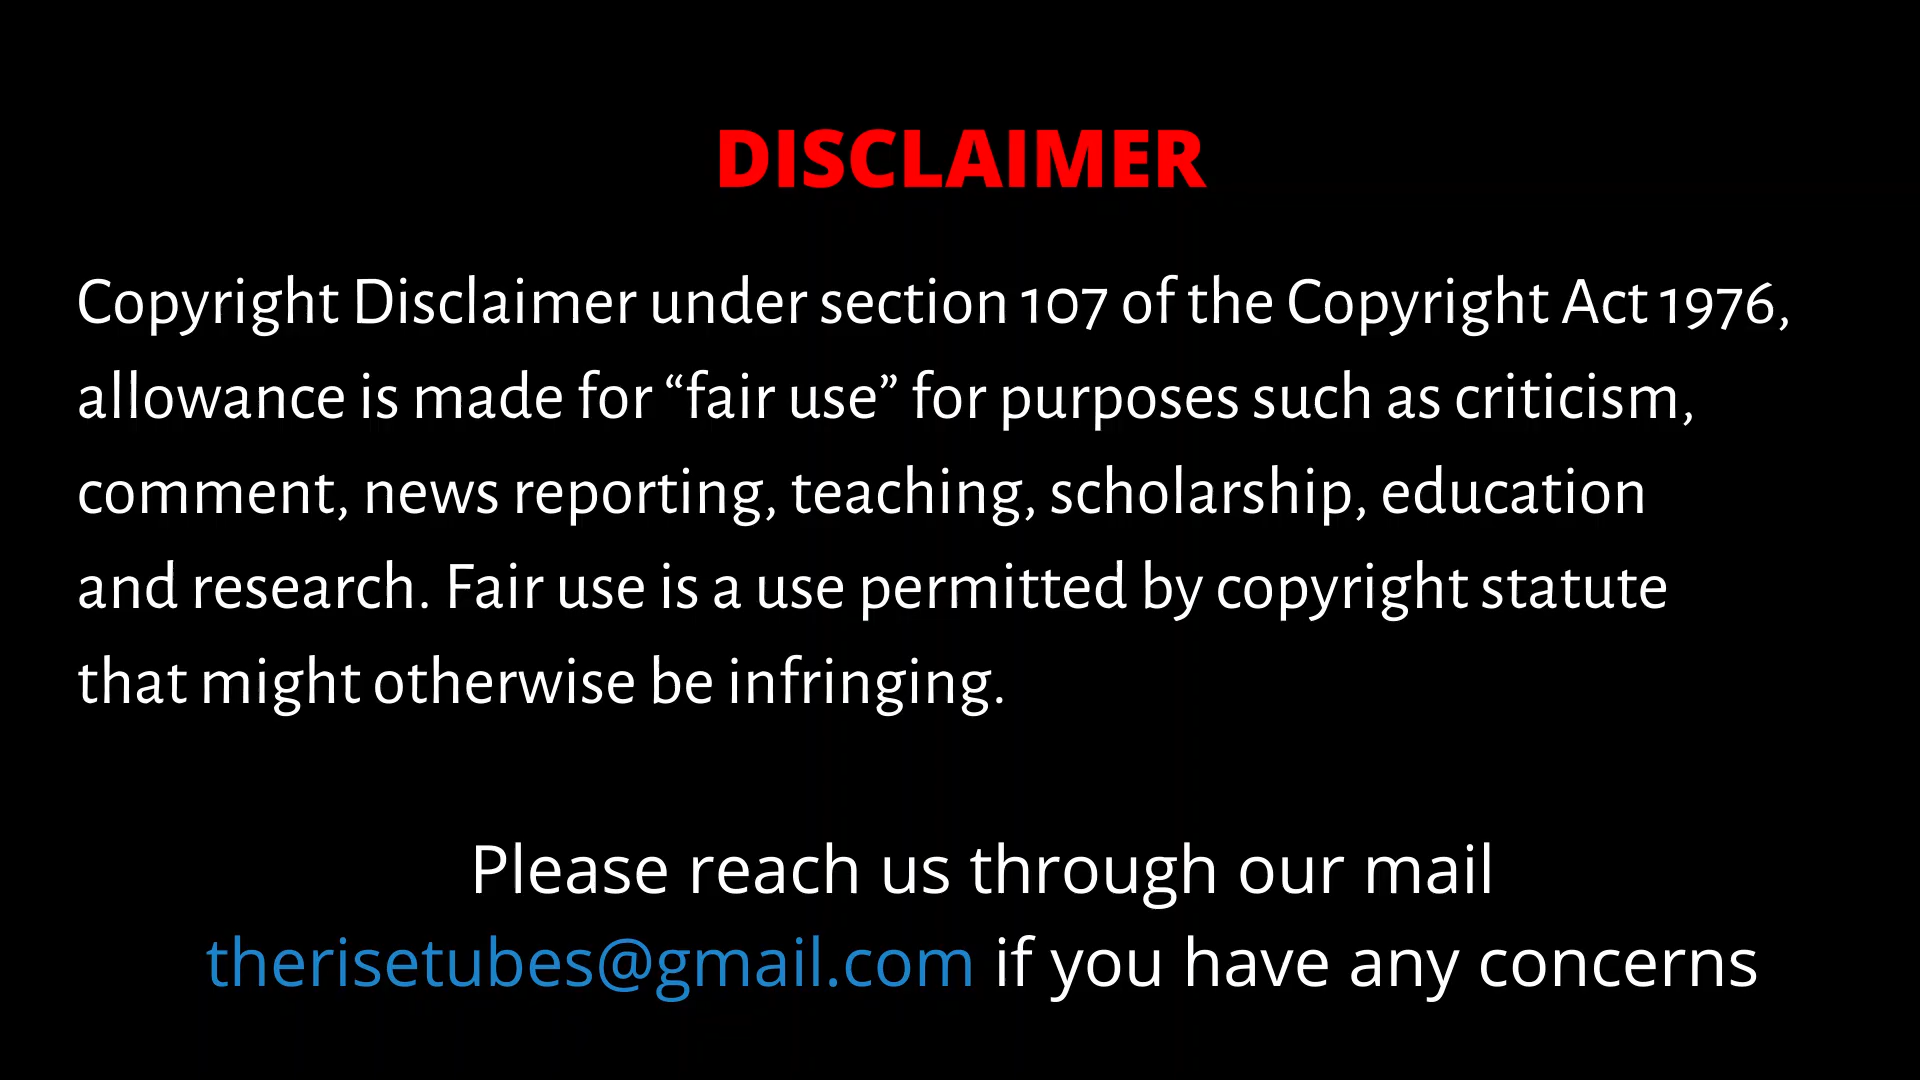 DISCLAIMER
Copyright Disclaimer under section 107 of the Copyright Act 1976,
allowance is made for “fair use” for purposes such as criticism,
comment, news reporting, teaching, scholarship, education
and research. Fair use is a use permitted by copyright statute
that might otherwise be infringing.
Please reach us through our mail
therisetubes@gmail.com if you have any concerns